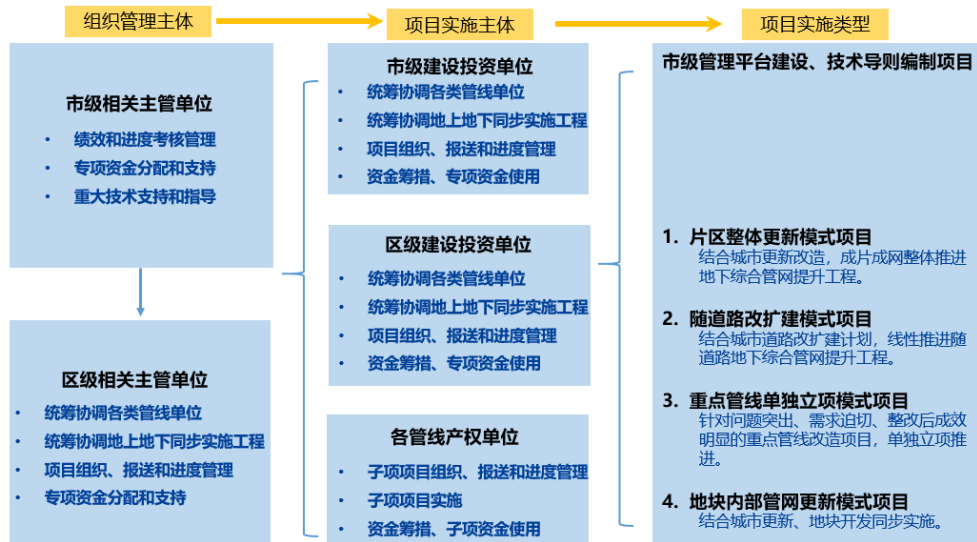 组织管理主体
项目实施主体
项目实施类型
市级相关主管单位
• 绩效和进度考核管理
• 专项资金分配和支持
• 重大技术支持和指导
区级相关主管单位
• 统筹协调各类管线单位
• 统筹协调地上地下同步实施工程
• 项目组织、报送和进度管理
• 专项资金分配和支持
市级建设投资单位
• 统筹协调各类管线单位
• 统筹协调地上地下同步实施工程
• 项目组织、报送和进度管理
• 资金筹措、专项资金使用
区级建设投资单位
• 统筹协调各类管线单位
• 统筹协调地上地下同步实施工程
• 项目组织、报送和进度管理
• 资金筹措、专项资金使用
各管线产权单位
• 子项项目组织、报送和进度管理
• 子项项目实施
• 资金筹措、子项资金使用
市级管理平台建设、技术导则编制项目
1. 片区整体更新模式项目
结合城市更新改造，成片成网整体推进
地下综合管网提升工程。
2. 随道路改扩建模式项目
结合城市道路改扩建计划，线性推进随
道路地下综合管网提升工程。
3. 重点管线单独立项模式项目
针对问题突出、需求迫切、整改后成效
明显的重点管线改造项目，单独立项推
进。
4. 地块内部管网更新模式项目
结合城市更新、地块开发同步实施。